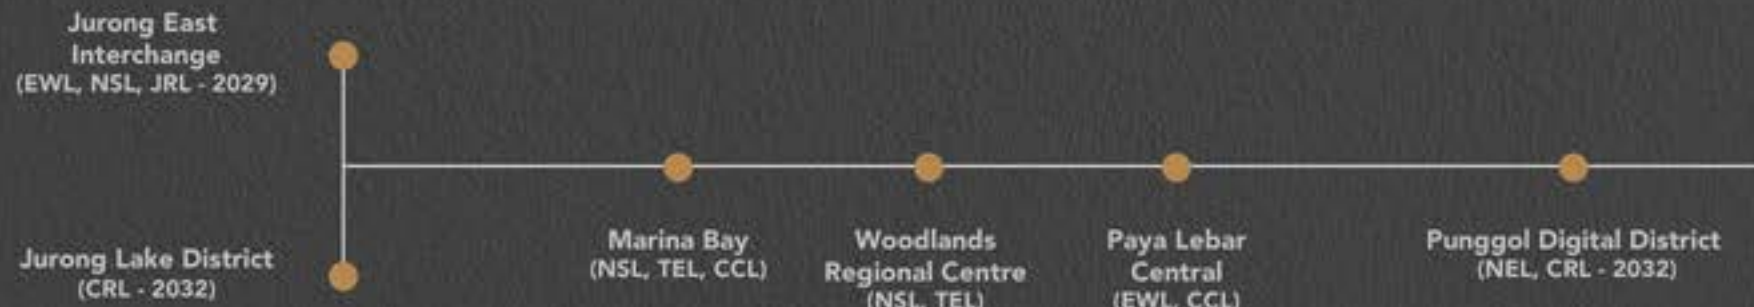 Jurong East
Interchange
(EWL, NSL, JRL - 2029)
Jurong Lake District
(CRL - 2032)
Marina Bay
(NSL, TEL, CCL)
Woodlands
Regional Centre
(NSL, TEL)
Paya Lebar
Central
(EWL, CCL)
Punggol Digital District
(NEL, CRL - 2032)